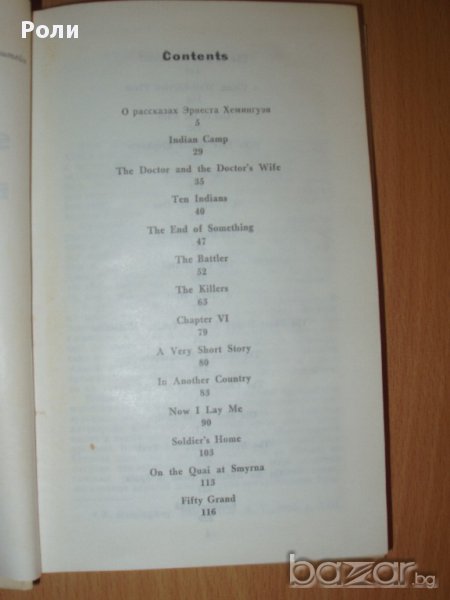 Роли
Contents
О рассказах Эрнеста Хемингуэя
5
Indian Camp
29
The Doctor and the Doctor's Wife
35
Ten Indians
40
The End of Something
47
The Battler
52
The Killers
63
Chapter VI
79
A Very Short Story
80
In Another Country
83
Now I Lay Me
90
Soldier's Home
103
On the Quai at Smyrna
113
Fifty Grand
116
bazar.bg